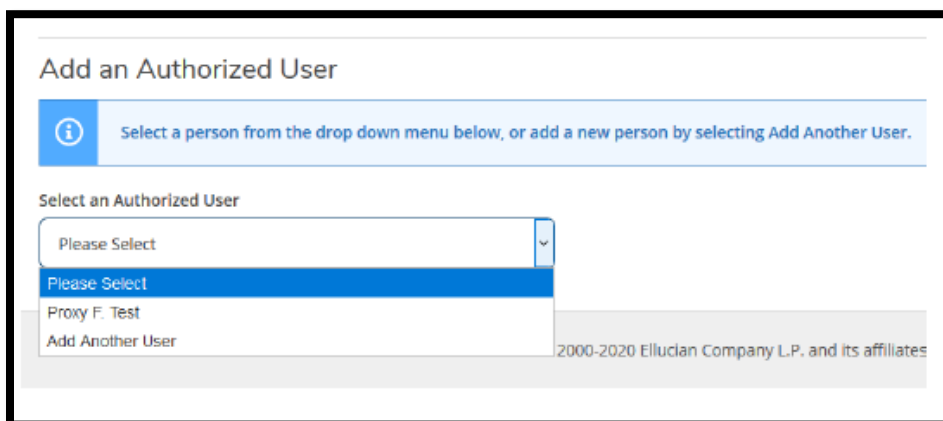 Add an Authorized User
Select a person from the drop down menu below, or add a new person by selecting Add Another User.
Select an Authorized User
Please Select
Please Select
Proxy F. Test
Add Another User
2000-2020 Ellucian Company L.P. and its affiliates